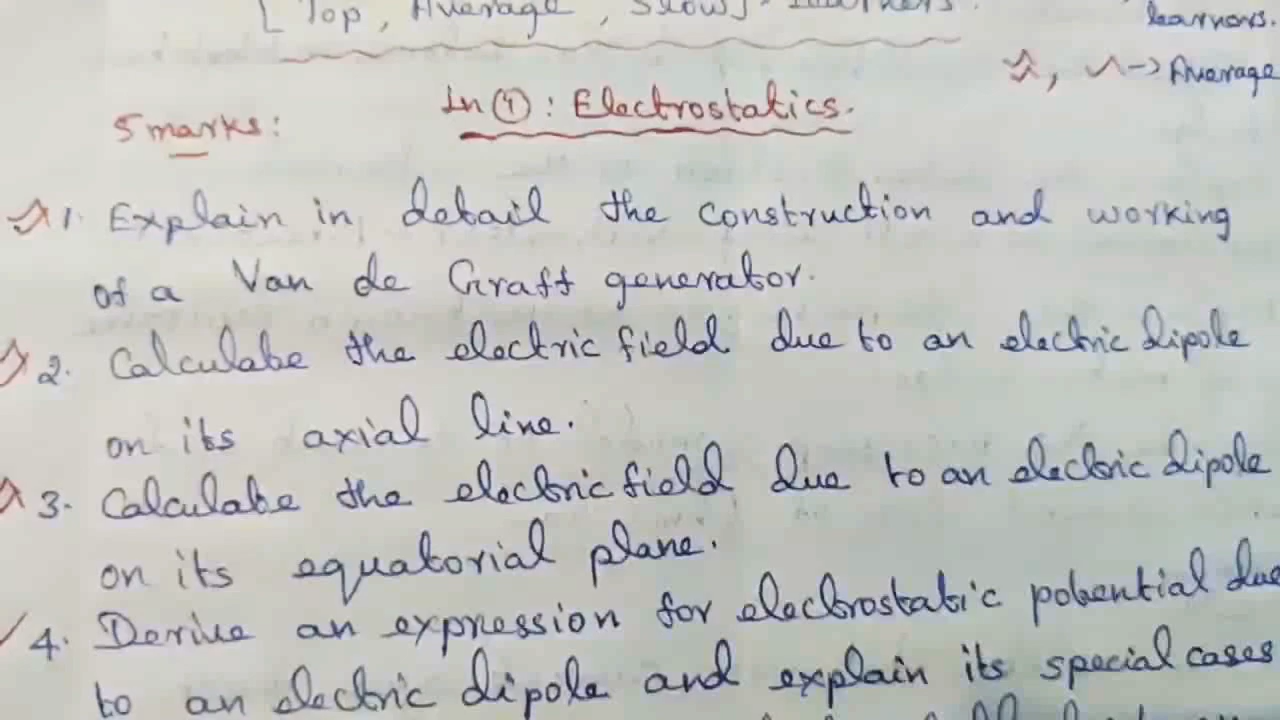 [Top, Average, Slow]. Learners.
learners.
→ Average
Ln ①: Electrostatics.
5 marks:
1. Explain in detail the construction and working
of a Van de Graff generator.
2. Calculate the electric field due to an electric dipole
on its axial line.
3. Calculate the electric field due to an electric dipole
on its equatorial plane.
4. Derive an expression for electrostatic potential due
to an electric dipole and explain its special cases